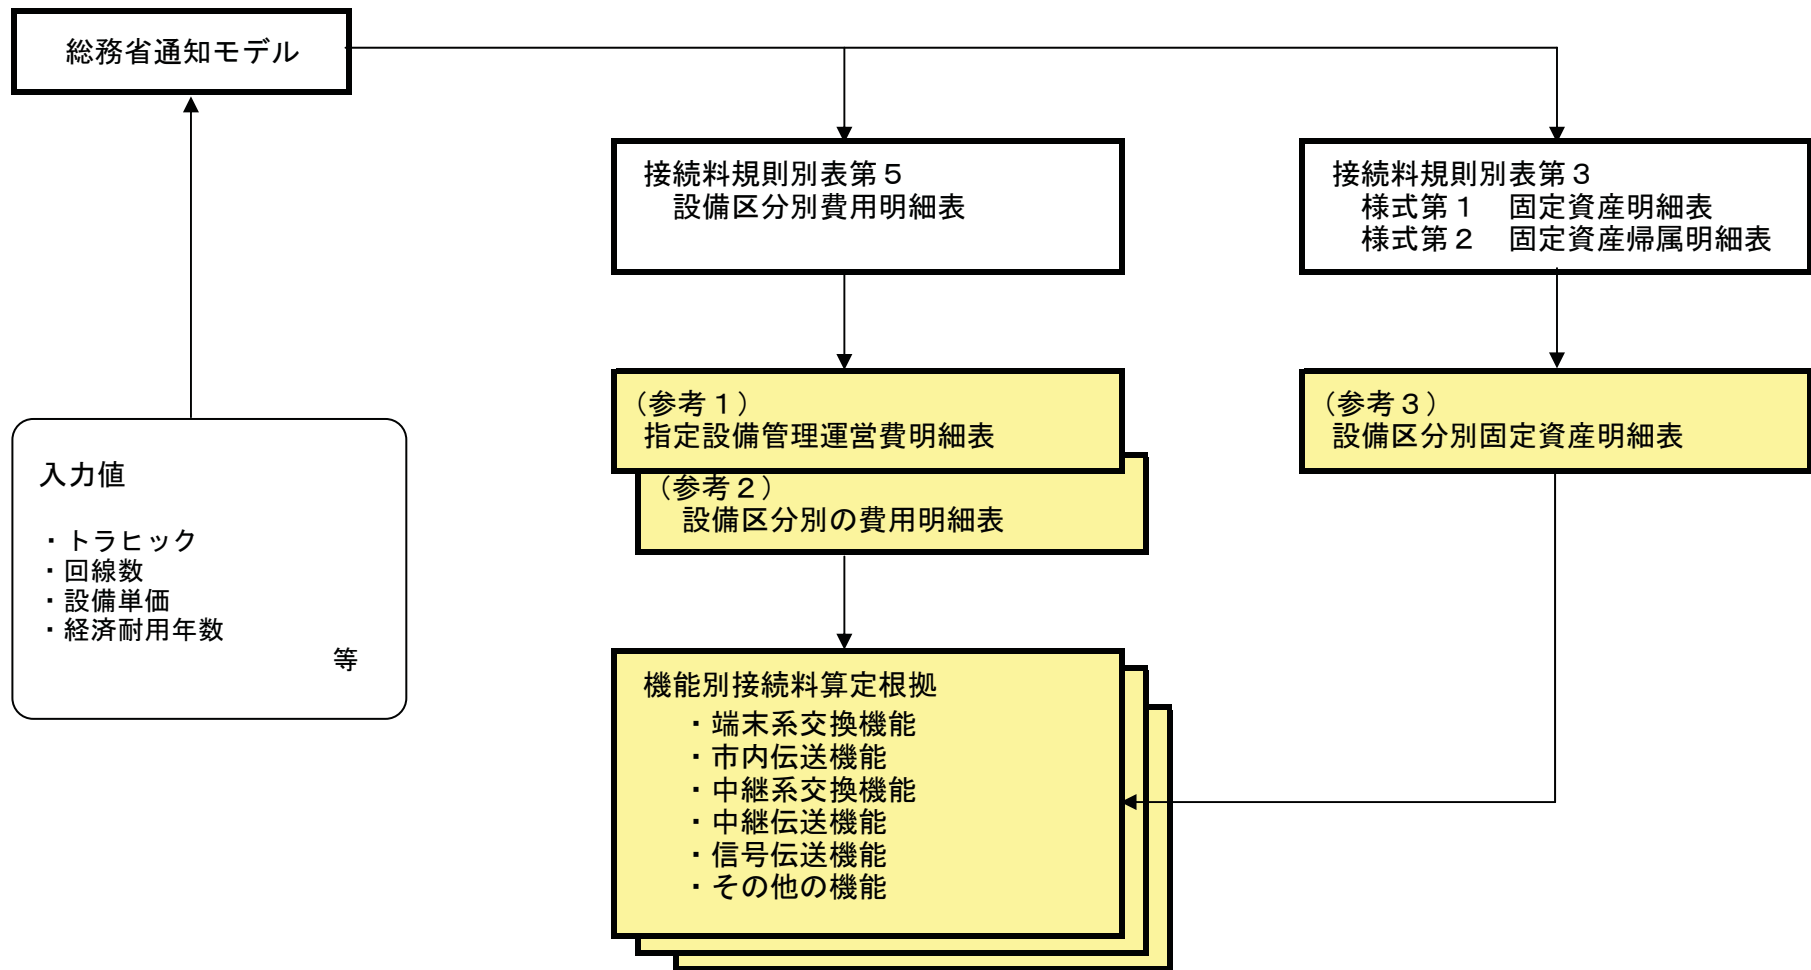 総務省通知モデル
接続料規則別表第５
設備区分別費用明細表
接続料規則別表第３
様式第１　固定資産明細表
様式第２　固定資産帰属明細表
（参考１）
指定設備管理運営費明細表
（参考２）
設備区分別の費用明細表
（参考３）
設備区分別固定資産明細表
入力値
・トラヒック
・回線数
・設備単価
・経済耐用年数
等
機能別接続料算定根拠
・端末系交換機能
・市内伝送機能
・中継系交換機能
・中継伝送機能
・信号伝送機能
・その他の機能